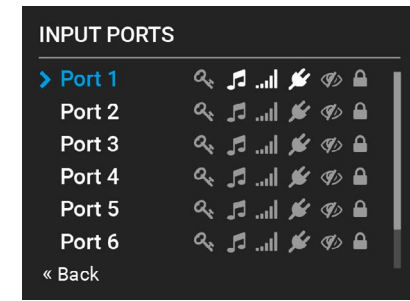 INPUT PORTS
Port 1
Port 2
Port 3
Port 4
Port 5
Port 6
« Back